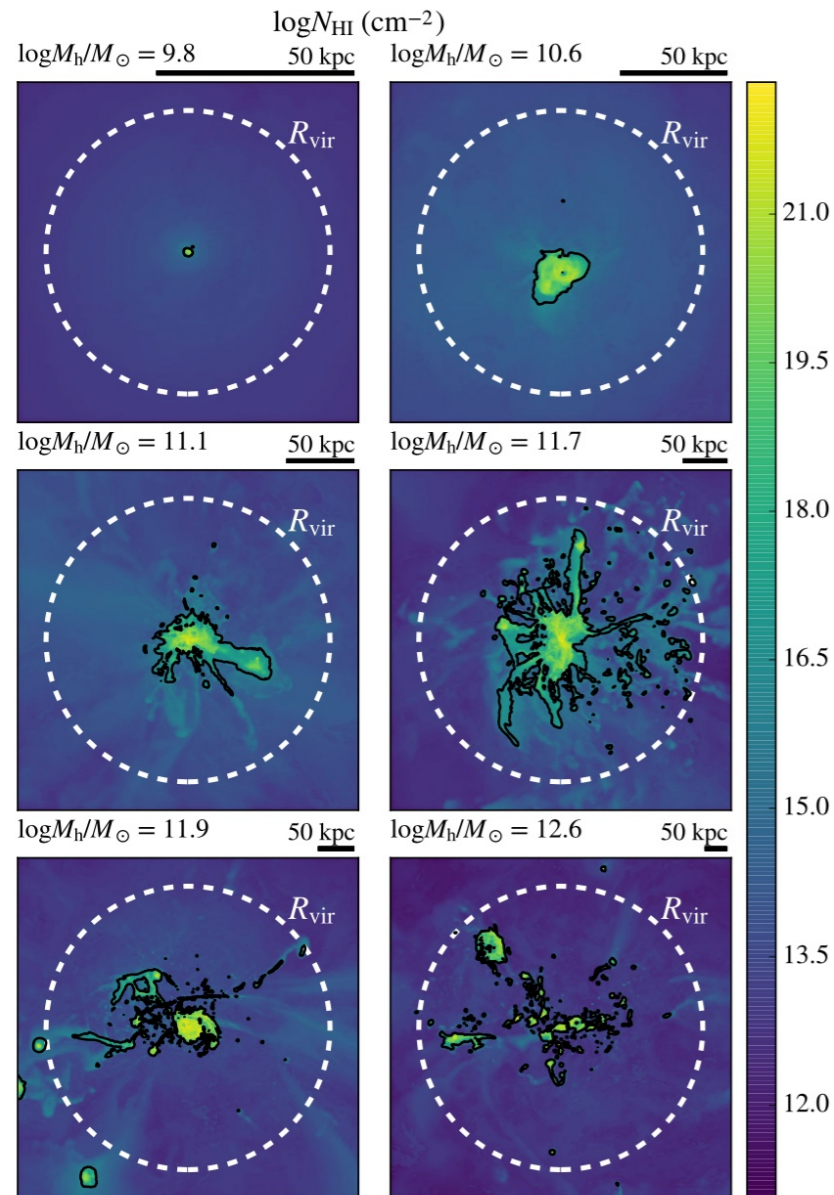 logN_HI (cm⁻²)
logM_h/M_⊙ = 9.8 50 kpc
logM_h/M_⊙ = 10.6 50 kpc
R_vir
R_vir
21.0
19.5
logM_h/M_⊙ = 11.1 50 kpc
logM_h/M_⊙ = 11.7 50 kpc
18.0
R_vir
R_vir
16.5
15.0
logM_h/M_⊙ = 11.9 50 kpc
logM_h/M_⊙ = 12.6 50 kpc
R_vir
R_vir
13.5
12.0